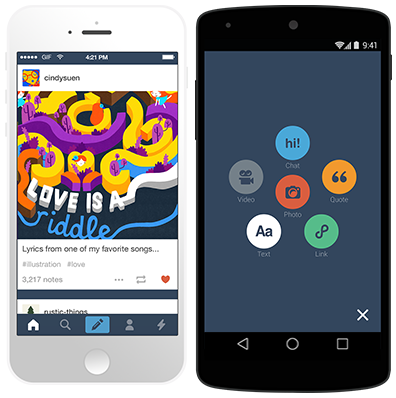 GIF
4:21 PM
cindysuen
LOVE IS A
riddle
Lyrics from one of my favorite songs...
#illustration #love
3,217 notes
rustic-things
9:41
hi!
Chat
Video
Photo
Quote
Aa
Text
Link